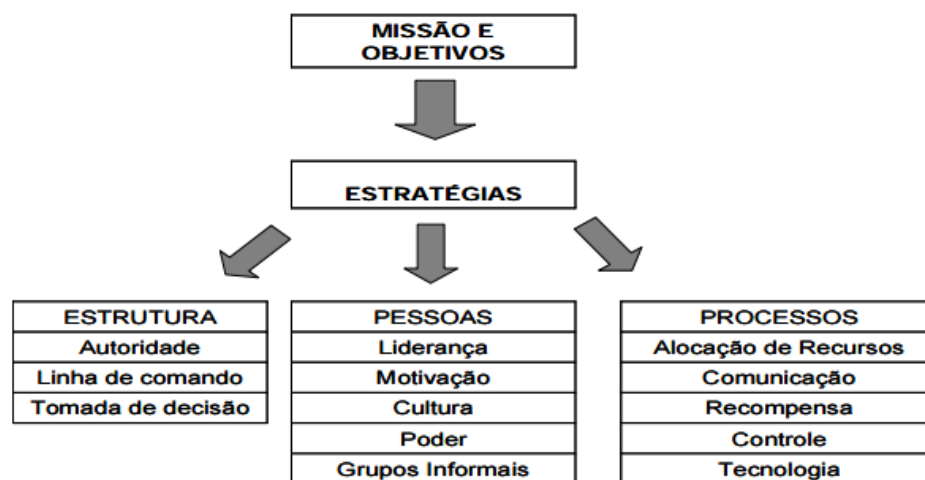 MISSÃO E
OBJETIVOS
ESTRATÉGIAS
ESTRUTURA
Autoridade
Linha de comando
Tomada de decisão
PESSOAS
Liderança
Motivação
Cultura
Poder
Grupos Informais
PROCESSOS
Alocação de Recursos
Comunicação
Recompensa
Controle
Tecnologia